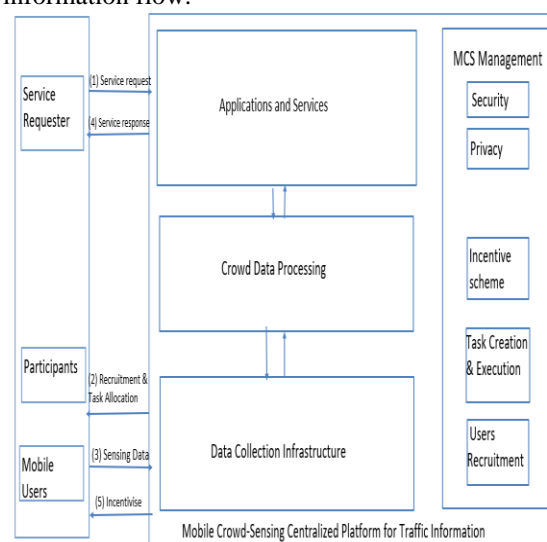 information flow.
Service
Requester
(1) Service request
(4) Service response
Applications and Services
MCS Management
Security
Privacy
Crowd Data Processing
Incentive
scheme
Participants
(2) Recruitment &
Task Allocation
Task Creation
& Execution
Mobile
Users
(3) Sensing Data
(5) Incentivise
Data Collection Infrastructure
Users
Recruitment
Mobile Crowd-Sensing Centralized Platform for Traffic Information